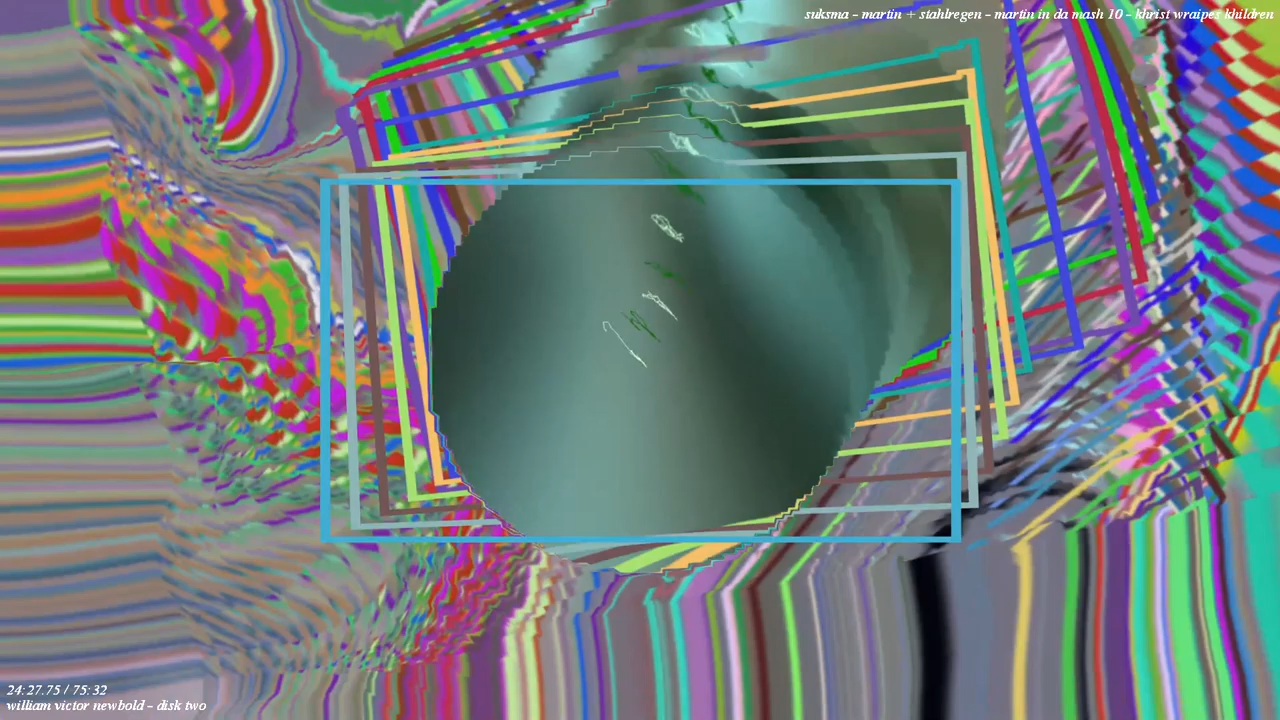 suksma - martin + stahlregen - martin in da mash 10 - khrist wraipes khildren
24:27.75 / 75:32
william victor newbold - disk two